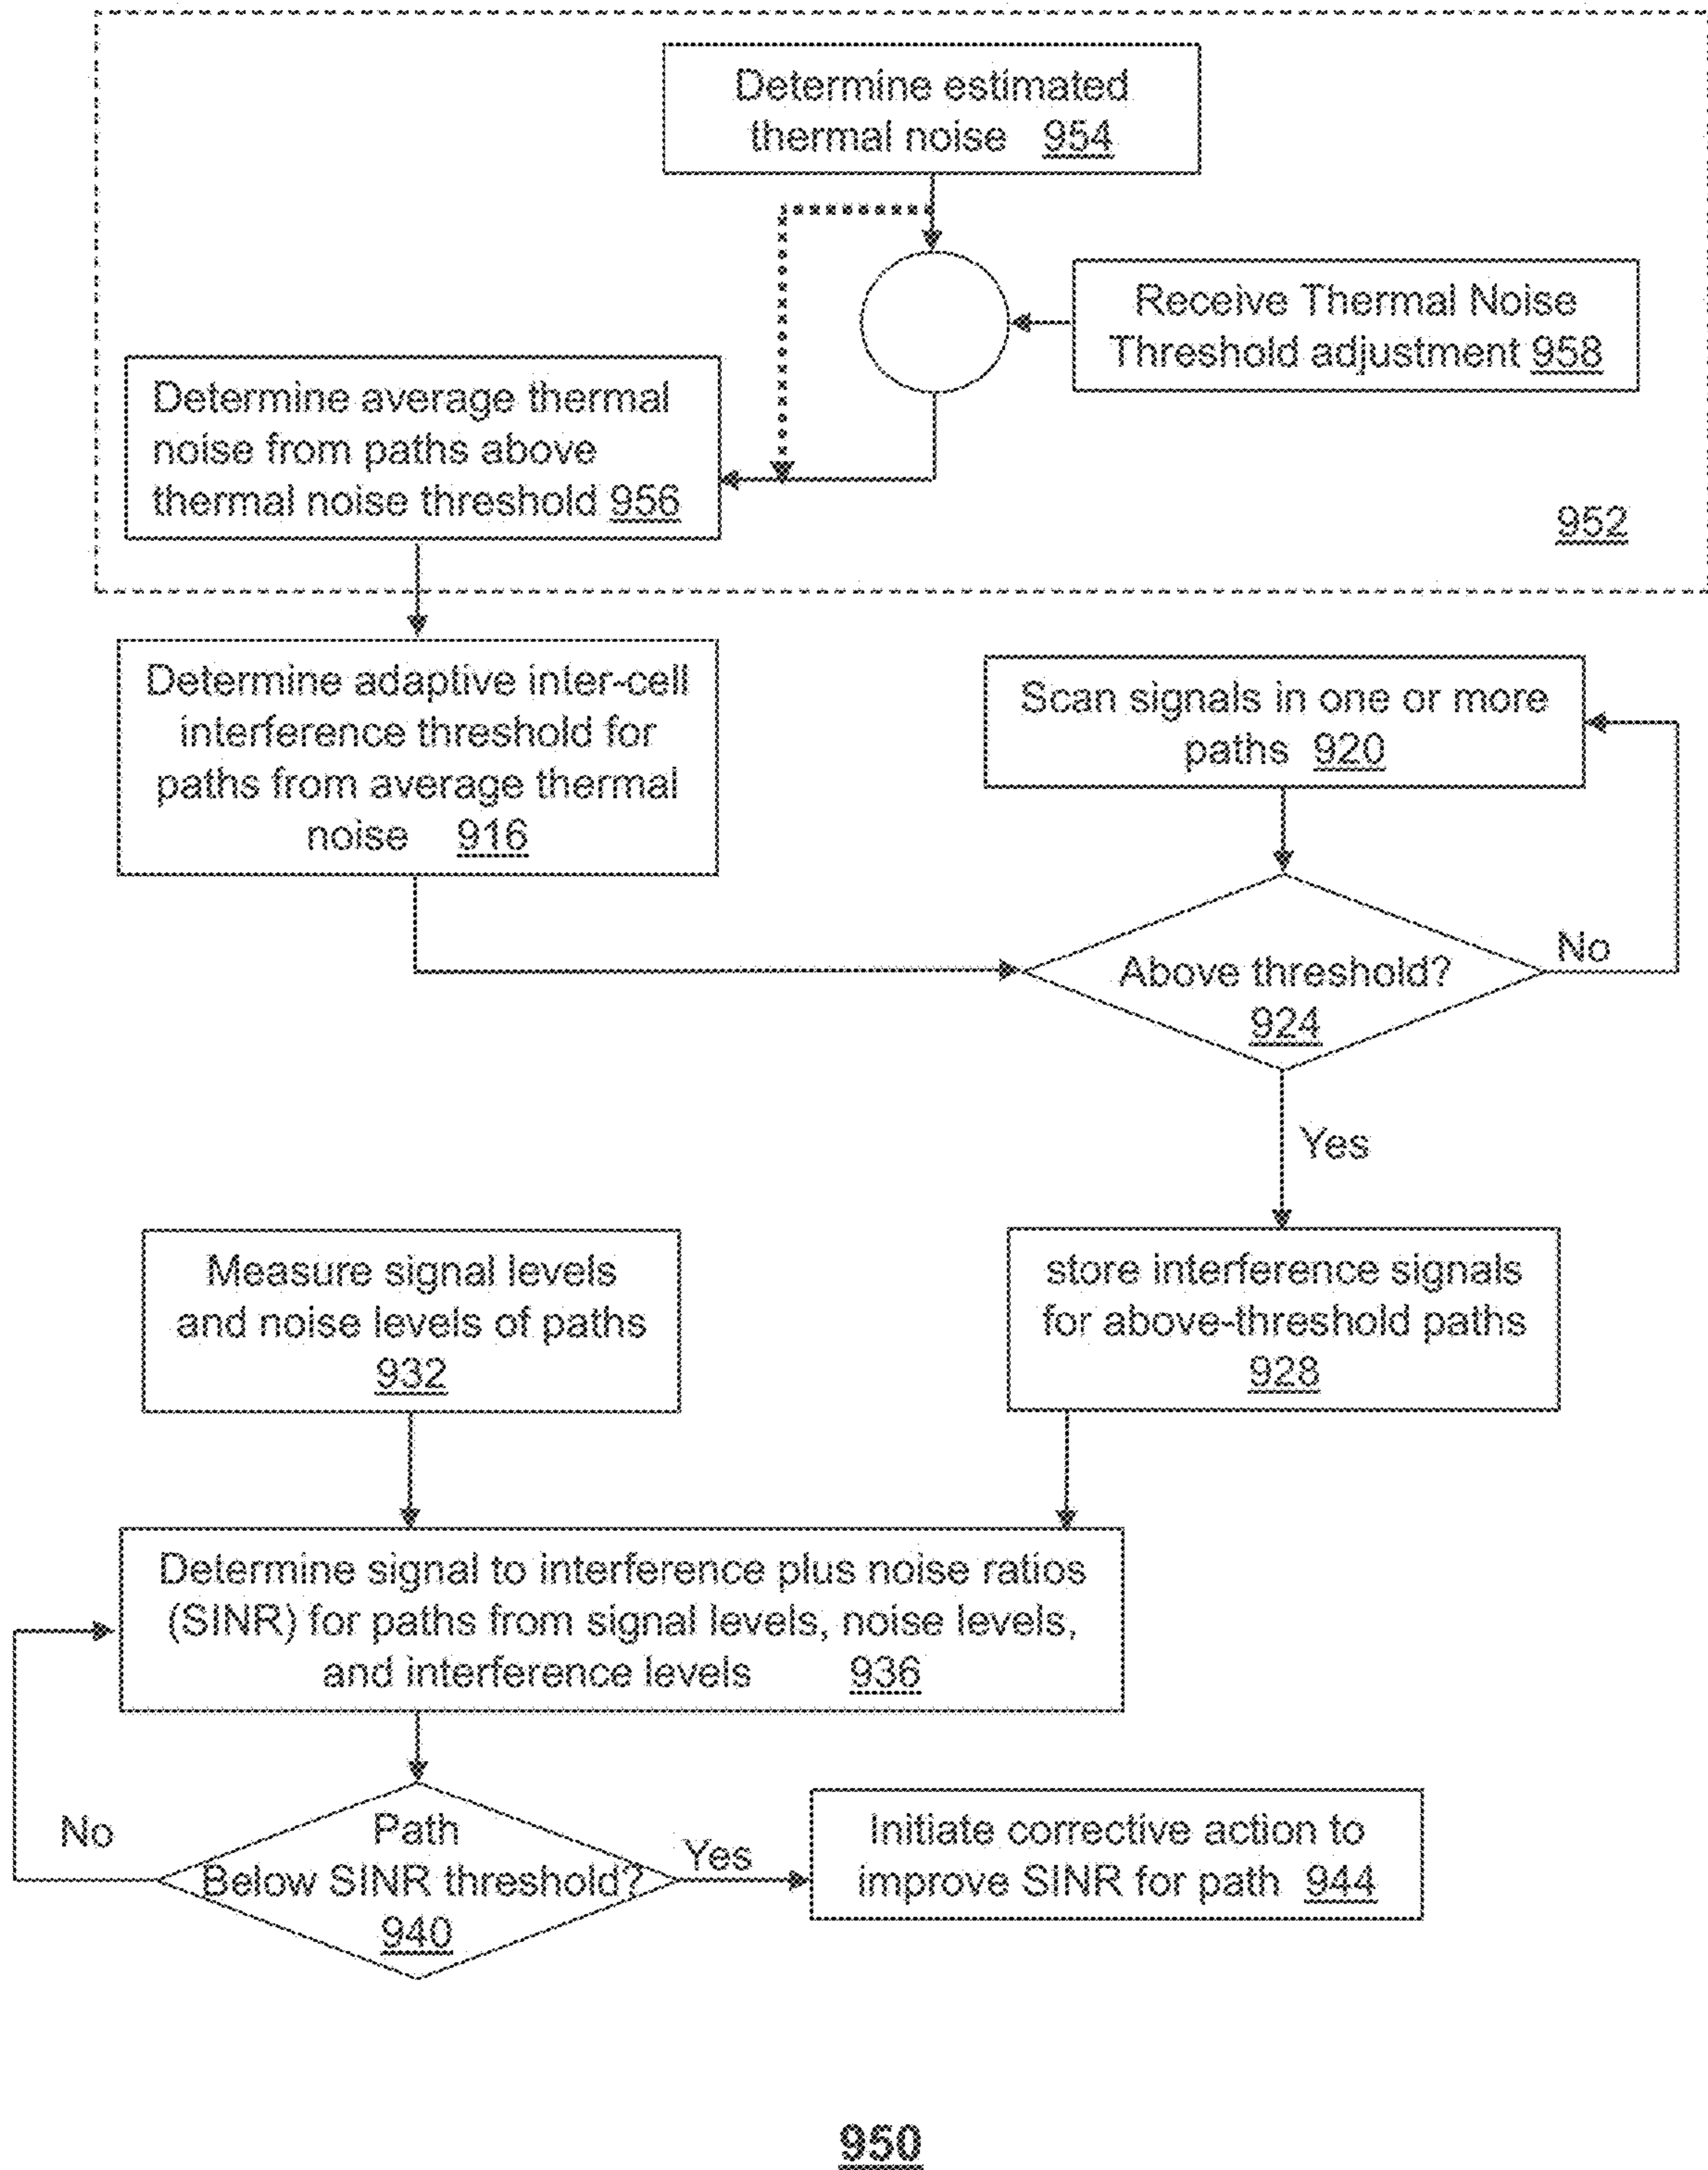 Determine estimated
thermal noise 954
Receive Thermal Noise
Threshold adjustment 958
Determine average thermal
noise from paths above
thermal noise threshold 956
952
Determine adaptive inter-cell
interference threshold for
paths from average thermal
noise 916
Scan signals in one or more
paths 920
No
Above threshold?
924
Yes
Measure signal levels
and noise levels of paths
932
store interference signals
for above-threshold paths
928
Determine signal to interference plus noise ratios
(SINR) for paths from signal levels, noise levels,
and interference levels 936
No
Path
Below SINR threshold?
940
Yes
Initiate corrective action to
improve SINR for path 944
950